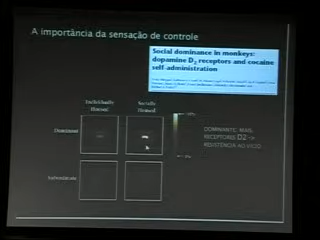 A importância da sensação de controle
Social dominance in monkeys:
dopamine D2 receptors and cocaine
self-administration
Individually
Housed
Socially
Housed
Dominant
Subordinate
DOMINANTE: MAIS
RECEPTORES D2 ->
RESISTÊNCIA AO VÍCIO